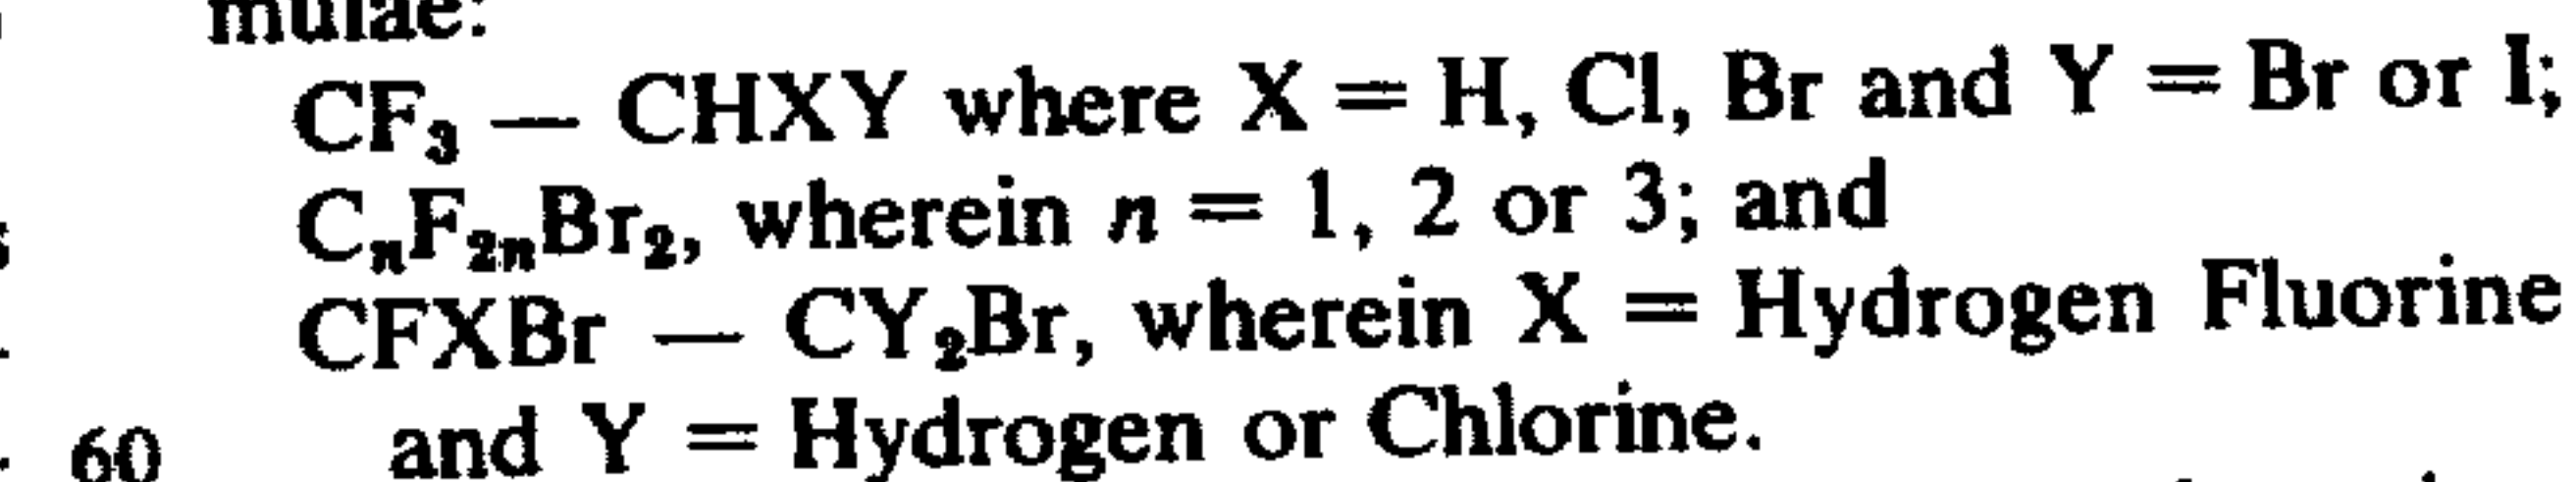 mulae:
CF₃ — CHXY where X = H, Cl, Br and Y = Br or I;
CₙF₂ₙBr₂, wherein n = 1, 2 or 3; and
CFXBr — CY₂Br, wherein X = Hydrogen Fluorine
60 and Y = Hydrogen or Chlorine.